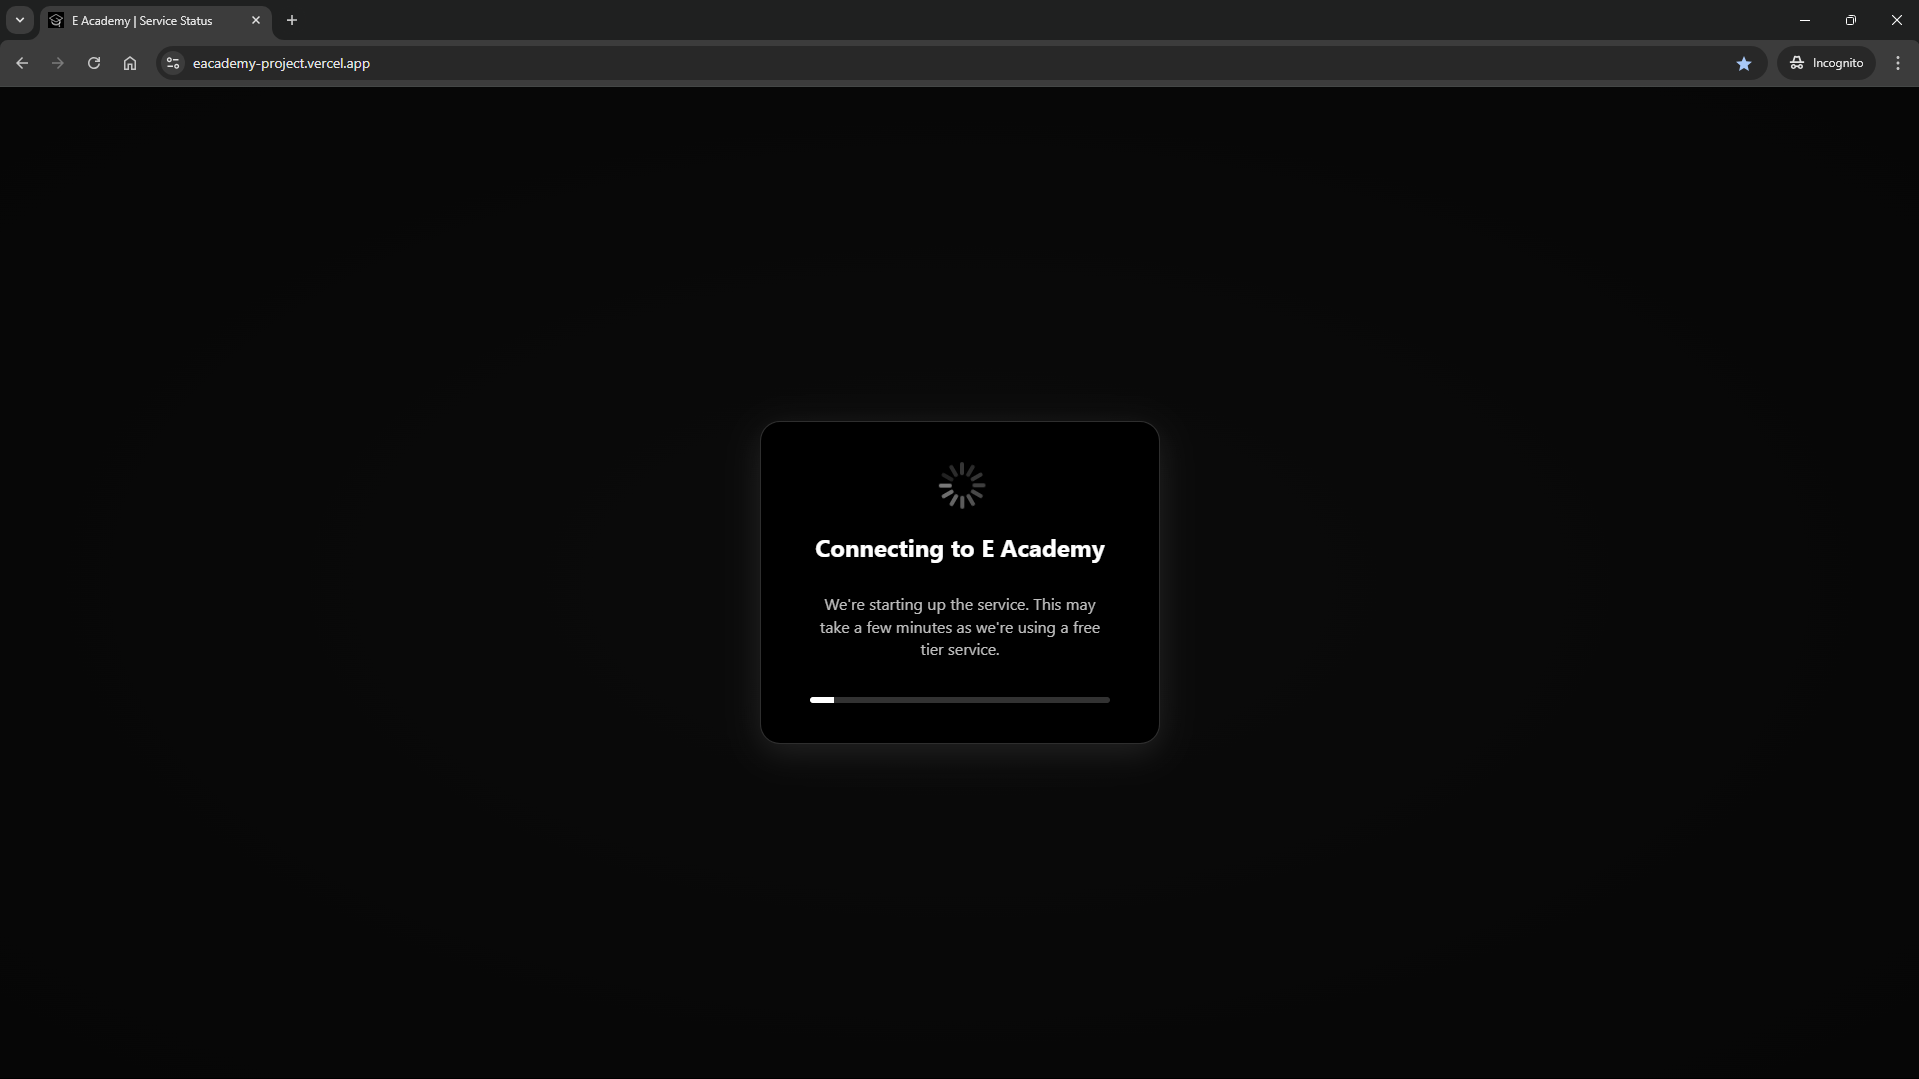 E Academy | Service Status
eacademy-project.vercel.app
Incognito
Connecting to E Academy
We're starting up the service. This may
take a few minutes as we're using a free
tier service.